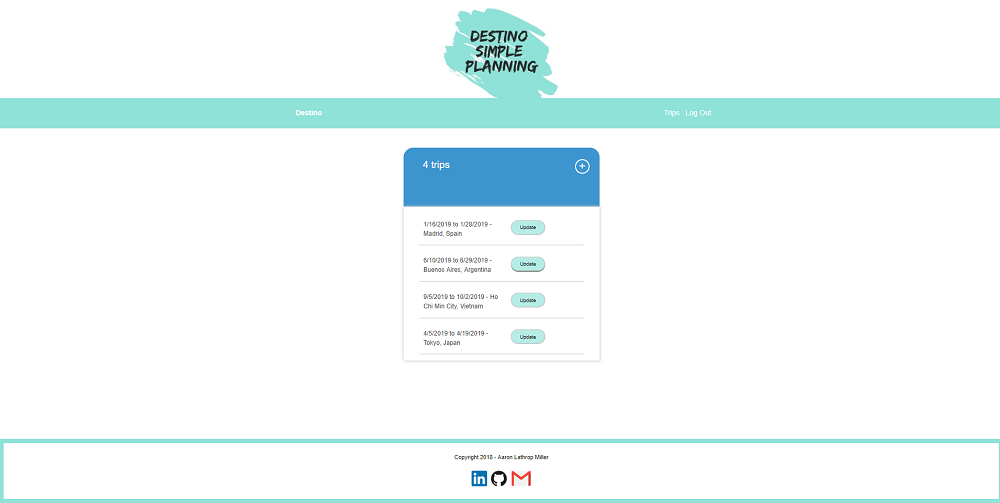 DESTINO
SIMPLE
PLANNING
Destino
Trips Log Out
4 trips
1/16/2019 to 1/28/2019 -
Madrid, Spain
Update
6/10/2019 to 6/29/2019 -
Buenos Aires, Argentina
Update
9/5/2019 to 10/2/2019 - Ho
Chi Min City, Vietnam
Update
4/5/2019 to 4/19/2019 -
Tokyo, Japan
Update
Copyright 2018 - Aaron Lathrop Miller
in